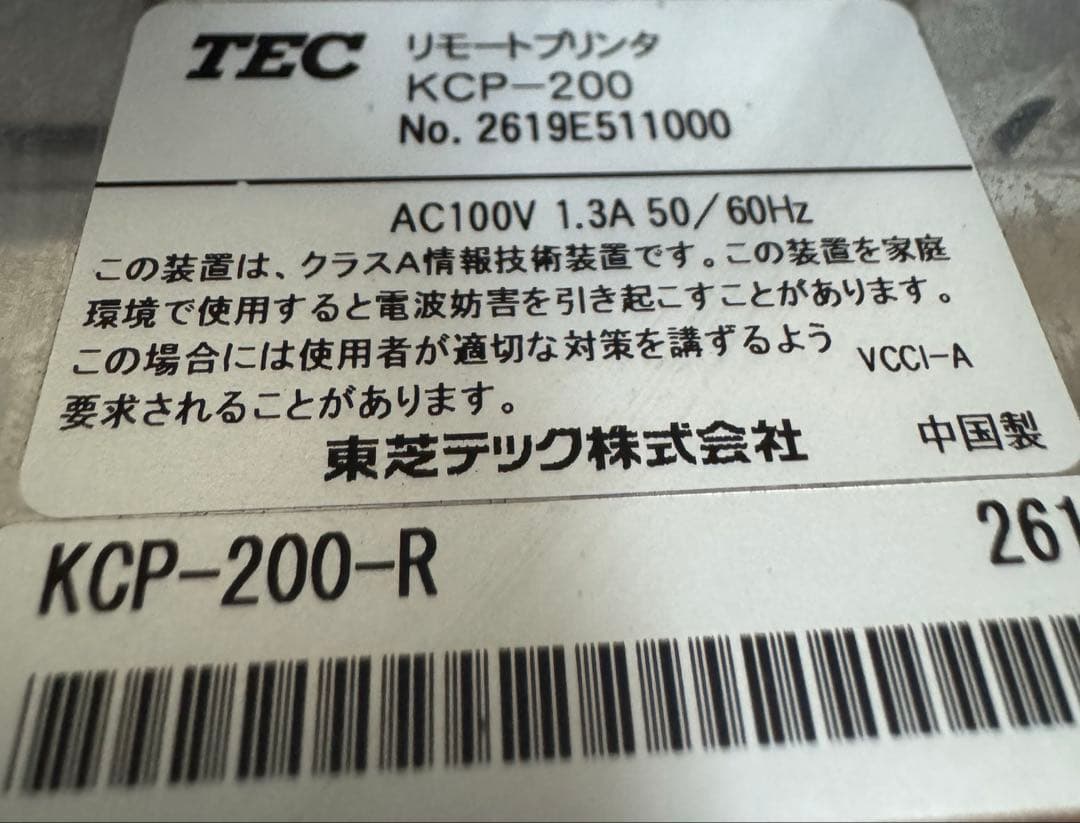 TEC リモートプリンタ
KCP-200
No. 2619E511000
AC100V 1.3A 50/60Hz
この装置は、クラスA情報技術装置です。この装置を家庭
環境で使用すると電波妨害を引き起こすことがあります。
この場合には使用者が適切な対策を講ずるよう VCCI-A
要求されることがあります。
東芝テック株式会社 中国製
KCP-200-R 261